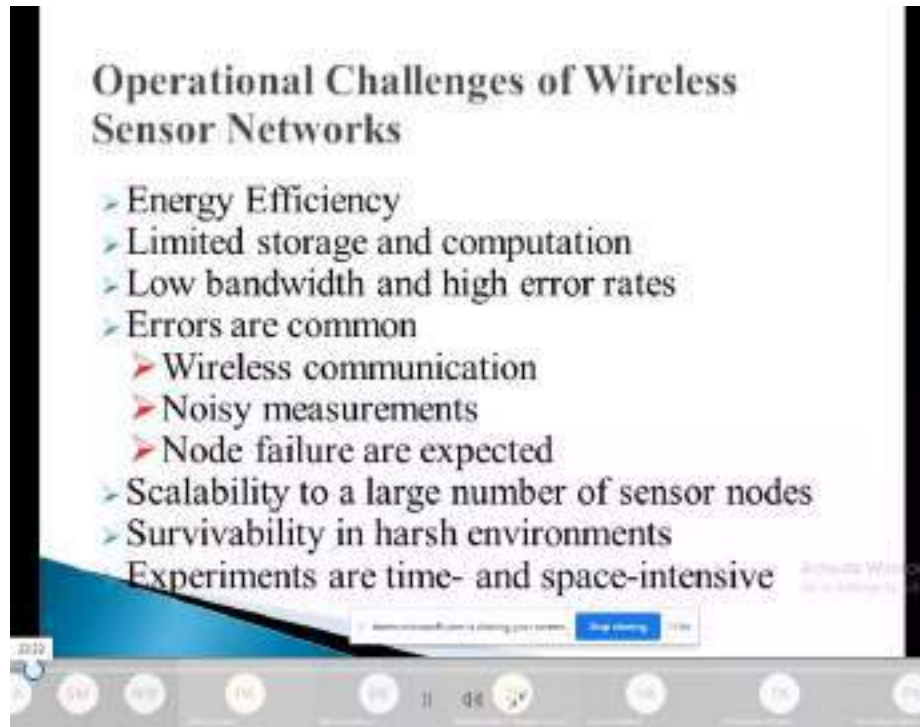 Operational Challenges of Wireless
Sensor Networks
Energy Efficiency
Limited storage and computation
Low bandwidth and high error rates
Errors are common
Wireless communication
Noisy measurements
Node failure are expected
Scalability to a large number of sensor nodes
Survivability in harsh environments
Experiments are time- and space-intensive
Stop sharing